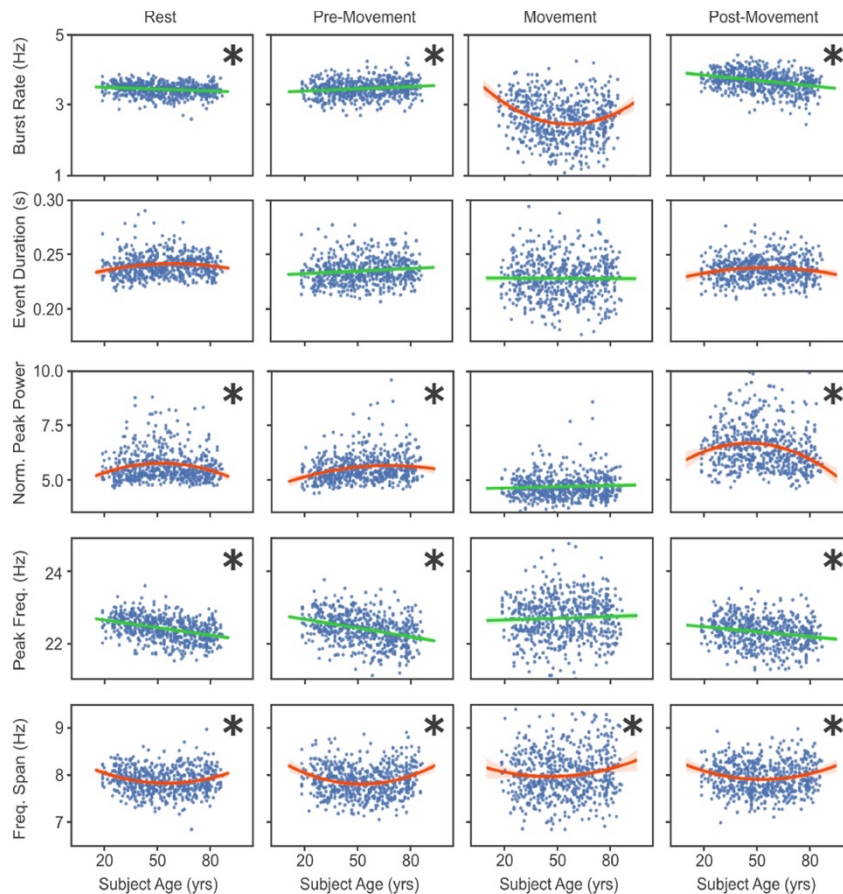 Rest Pre-Movement Movement Post-Movement
Burst Rate (Hz)
5
3
1
* * *
Event Duration (s)
0.30
0.25
0.20
Norm. Peak Power
10.0
7.5
5.0
* * *
Peak Freq. (Hz)
24
22
* * *
Freq. Span (Hz)
9
8
7
* * * *
20 50 80 20 50 80 20 50 80 20 50 80
Subject Age (yrs) Subject Age (yrs) Subject Age (yrs) Subject Age (yrs)